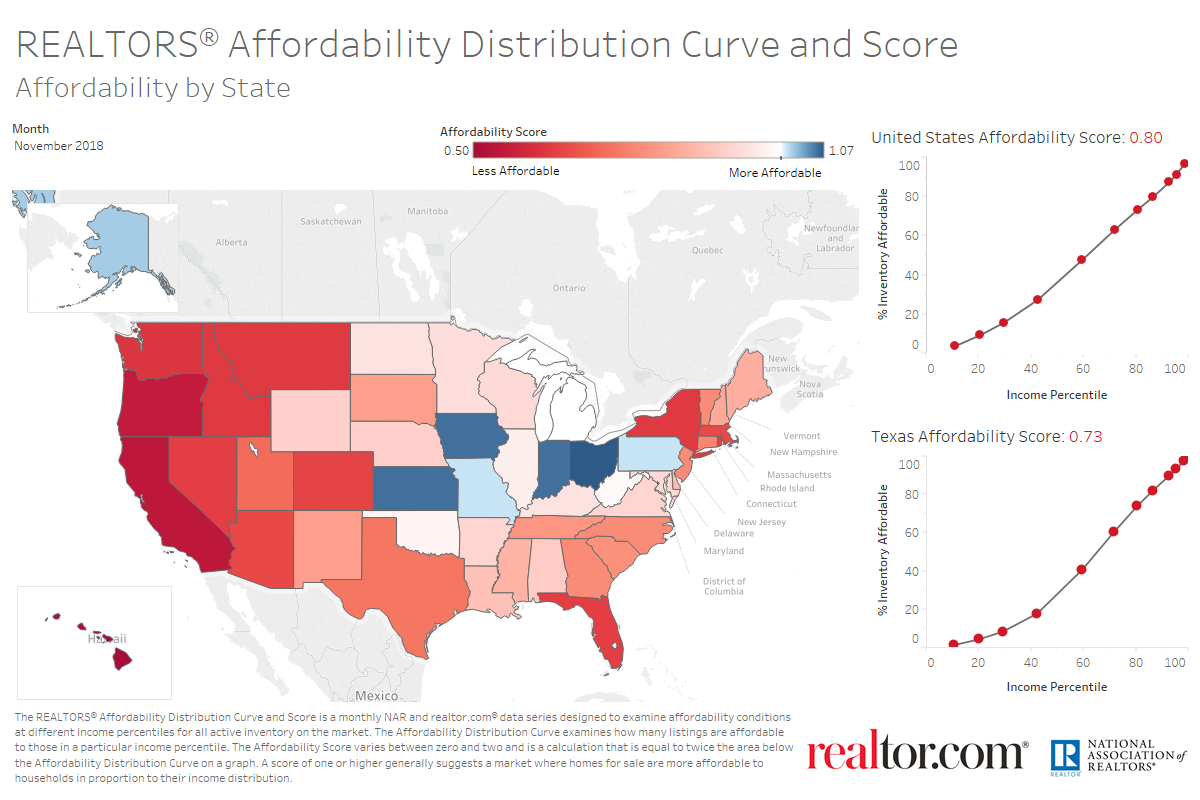 REALTORS® Affordability Distribution Curve and Score
Affordability by State
Month
November 2018
Affordability Score
0.50
1.07
Less Affordable
More Affordable
Alberta
Saskatchewan
Manitoba
Ontario
Quebec
Newfoundlan
and
Labrador
New
runswick
Nova
Scotia
Vermont
New Hampshire
Massachusetts
Rhode Island
Connecticut
New Jersey
Delaware
Maryland
District of
Columbia
Hawaii
Mexico
United States Affordability Score: 0.80
% Inventory Affordable
100
80
60
40
20
0
0 20 40 60 80 100
Income Percentile
Texas Affordability Score: 0.73
% Inventory Affordable
100
80
60
40
20
0
0 20 40 60 80 100
Income Percentile
The REALTORS® Affordability Distribution Curve and Score is a monthly NAR and realtor.com® data series designed to examine affordability conditions
at different income percentiles for all active inventory on the market. The Affordability Distribution Curve examines how many listings are affordable
to those in a particular income percentile. The Affordability Score varies between zero and two and is a calculation that is equal to twice the area below
the Affordability Distribution Curve on a graph. A score of one or higher generally suggests a market where homes for sale are more affordable to
households in proportion to their income distribution.
realtor.com®
R
REALTOR®
NATIONAL
ASSOCIATION of
REALTORS®